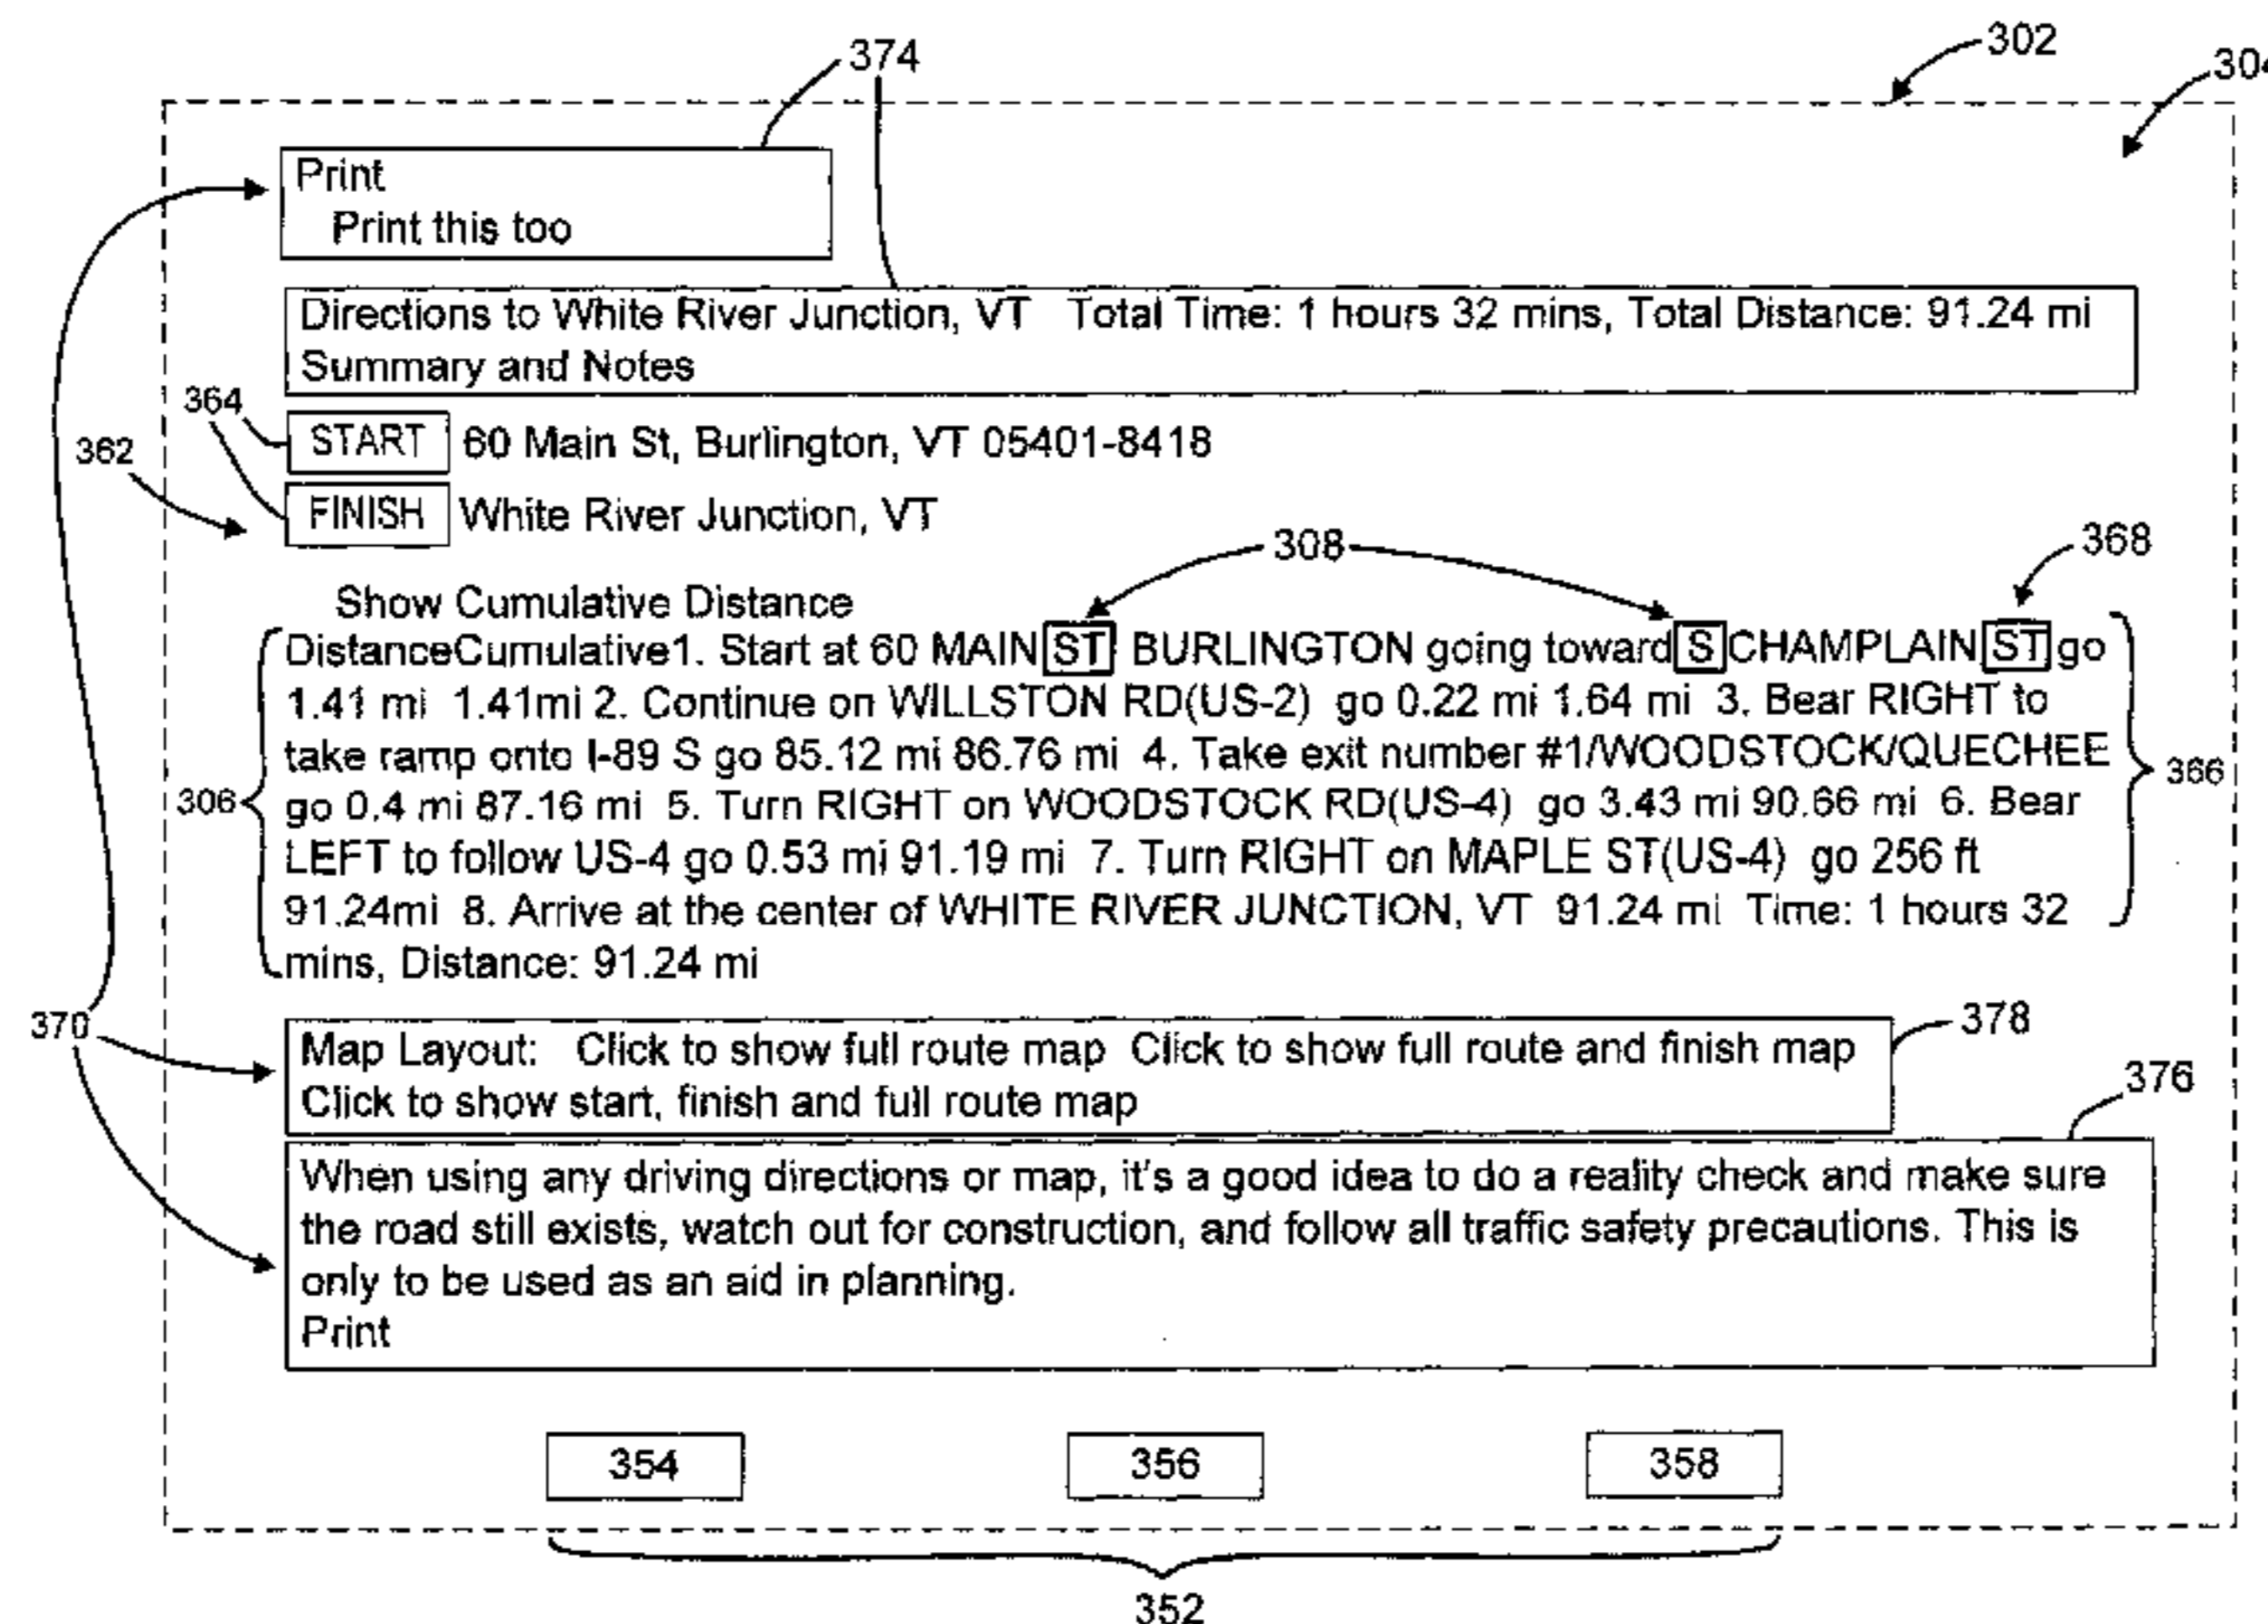 374
302
304
Print
Print this too
Directions to White River Junction, VT Total Time: 1 hours 32 mins, Total Distance: 91.24 mi
Summary and Notes
364
START 60 Main St, Burlington, VT 05401-8418
362
FINISH White River Junction, VT
308
368
Show Cumulative Distance
DistanceCumulative1. Start at 60 MAIN ST BURLINGTON going toward S CHAMPLAIN ST go
1.41 mi 1.41mi 2. Continue on WILLSTON RD(US-2) go 0.22 mi 1.64 mi 3. Bear RIGHT to
take ramp onto I-89 S go 85.12 mi 86.76 mi 4. Take exit number #1/WOODSTOCK/QUECHEE
306
366
go 0.4 mi 87.16 mi 5. Turn RIGHT on WOODSTOCK RD(US-4) go 3.43 mi 90.66 mi 6. Bear
LEFT to follow US-4 go 0.53 mi 91.19 mi 7. Turn RIGHT on MAPLE ST(US-4) go 256 ft
91.24mi 8. Arrive at the center of WHITE RIVER JUNCTION, VT 91.24 mi Time: 1 hours 32
mins, Distance: 91.24 mi
370
378
Map Layout: Click to show full route map Click to show full route and finish map
Click to show start, finish and full route map
376
When using any driving directions or map, it's a good idea to do a reality check and make sure
the road still exists, watch out for construction, and follow all traffic safety precautions. This is
only to be used as an aid in planning.
Print
354 356 358
352